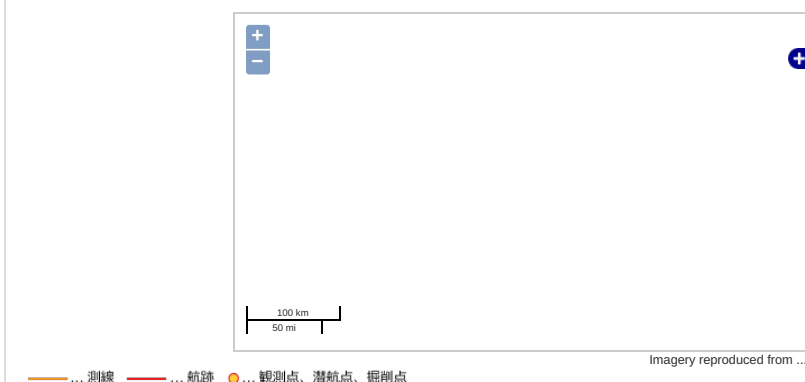 +
−
+
100 km
50 mi
Imagery reproduced from ...
... 測線 ... 航跡 ... 観測点、潜航点、掘削点